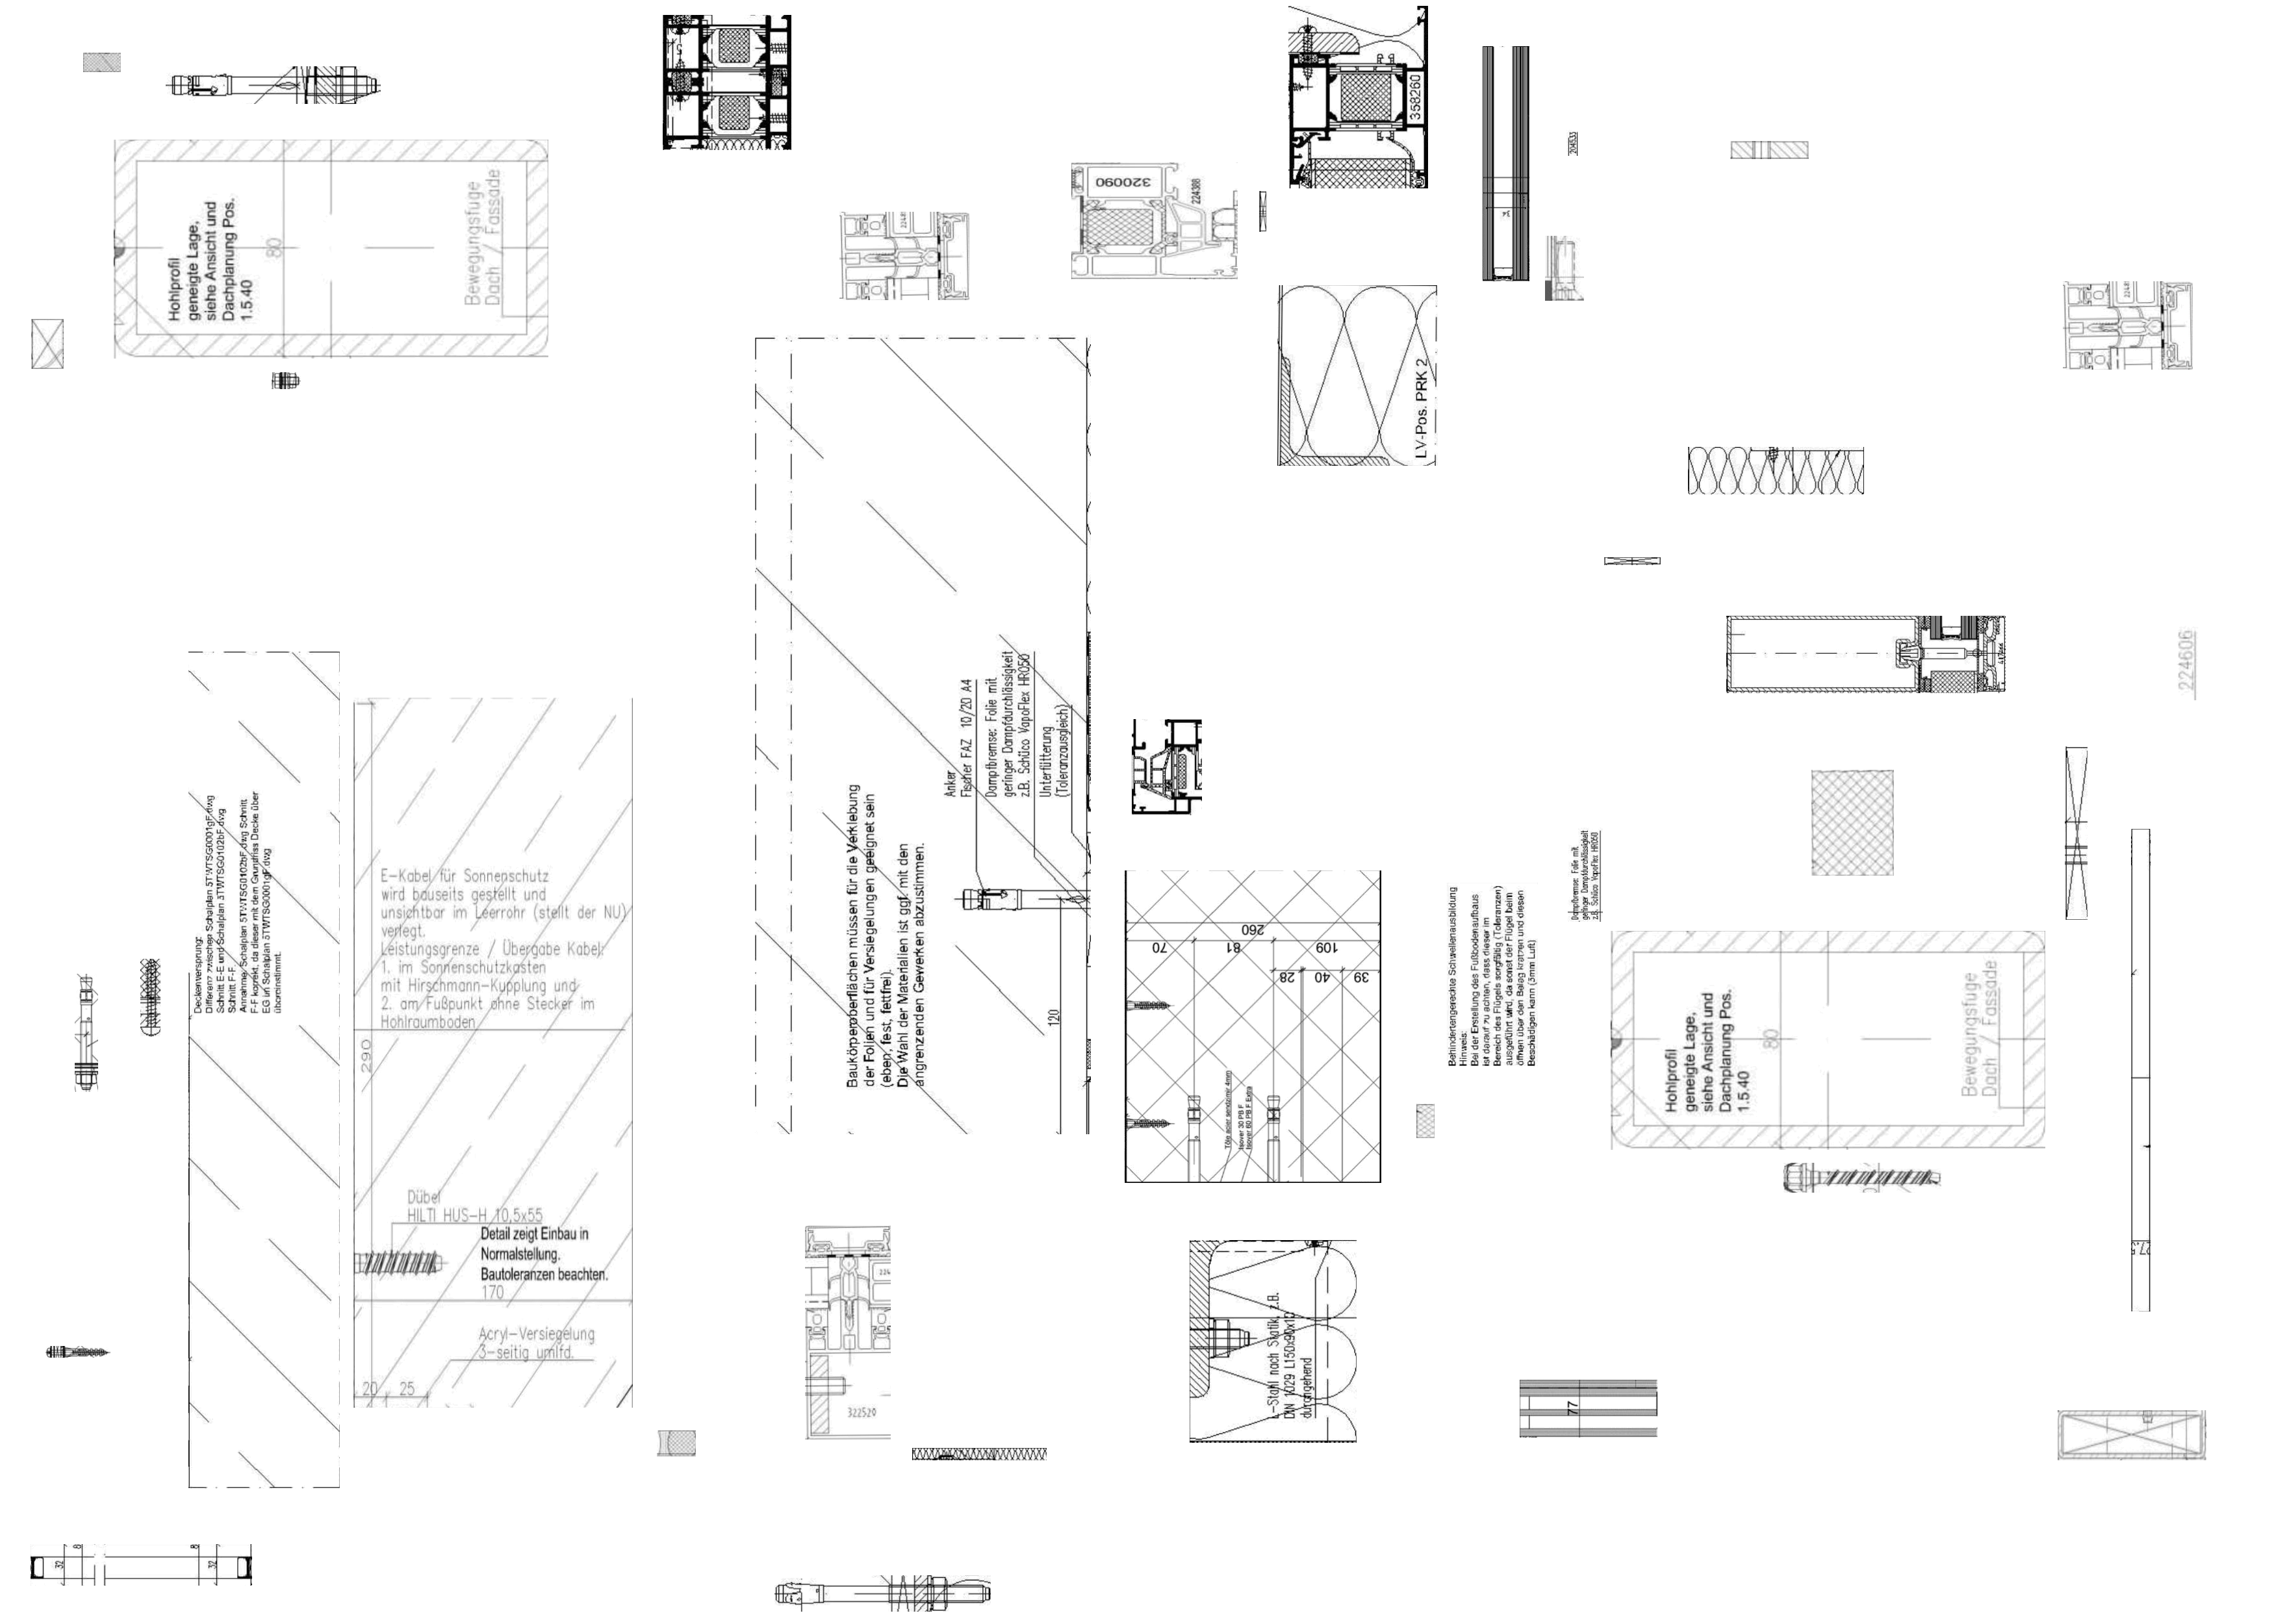 Hohlprofil
geneigte Lage,
siehe Ansicht und
Dachplanung Pos.
1.5.40
80
Bewegungsfuge
Dach / Fassade
5
320090
224388
358260
34
204533
LV-Pos. PRK 2
224606
Deckenversprung:
Differenz zwischen Schalplan 5TWTSG0001gF.dwg
Schnitt E-E und Schalplan 5TWTSG0102bF.dwg
Schnitt F-F.
Annahme: Schalplan 5TWTSG0102bF.dwg Schnitt
F-F korrekt, da dieser mit dem Grundriss Decke über
EG un Schalplan 5TWTSG0001gF.dwg
übereinstimmt.
E-Kabel für Sonnenschutz
wird bauseits gestellt und
unsichtbar im Leerrohr (stellt der NU)
verlegt.
Leistungsgrenze / Übergabe Kabel:
1. im Sonnenschutzkasten
mit Hirschmann-Kupplung und
2. am Fußpunkt ohne Stecker im
Hohlraumboden
290
Dübel
HILTI HUS-H 10,5x55
Detail zeigt Einbau in
Normalstellung.
Bautoleranzen beachten.
170
Acryl-Versiegelung
3-seitig umlfd.
20
25
Baukörperoberflächen müssen für die Verklebung
der Folien und für Versiegelungen geeignet sein
(eben, fest, fettfrei).
Die Wahl der Materialien ist ggf. mit den
angrenzenden Gewerken abzustimmen.
Anker
Fischer FAZ 10/20 A4
Dampfbremse: Folie mit
geringer Dampfdurchlässigkeit
z.B. Schüco VapoFlex HR050
Unterfütterung
(Toleranzausgleich)
120
260
70
81
109
28
40
39
Tôle acier sendzimir 4mm
Isover 30 PB F
Isover 60 PB F Extra
Behindertengerechte Schwellenausbildung
Hinweis:
Bei der Erstellung des Fußbodenaufbaus
ist darauf zu achten, dass dieser im
Bereich des Flügels sorgfältig (Toleranzen)
ausgeführt wird, da sonst der Flügel beim
öffnen über den Belag kratzen und diesen
Beschädigen kann (3mm Luft)
Dampfbremse: Folie mit
geringer Dampfdurchlässigkeit
z.B. Schüco VapoFlex HR050
Hohlprofil
geneigte Lage,
siehe Ansicht und
Dachplanung Pos.
1.5.40
80
Bewegungsfuge
Dach / Fassade
322520
L-Stahl nach Statik, z.B.
DIN 1029 L150x90x10
durchgehend
77
27,5
32
8
8
32